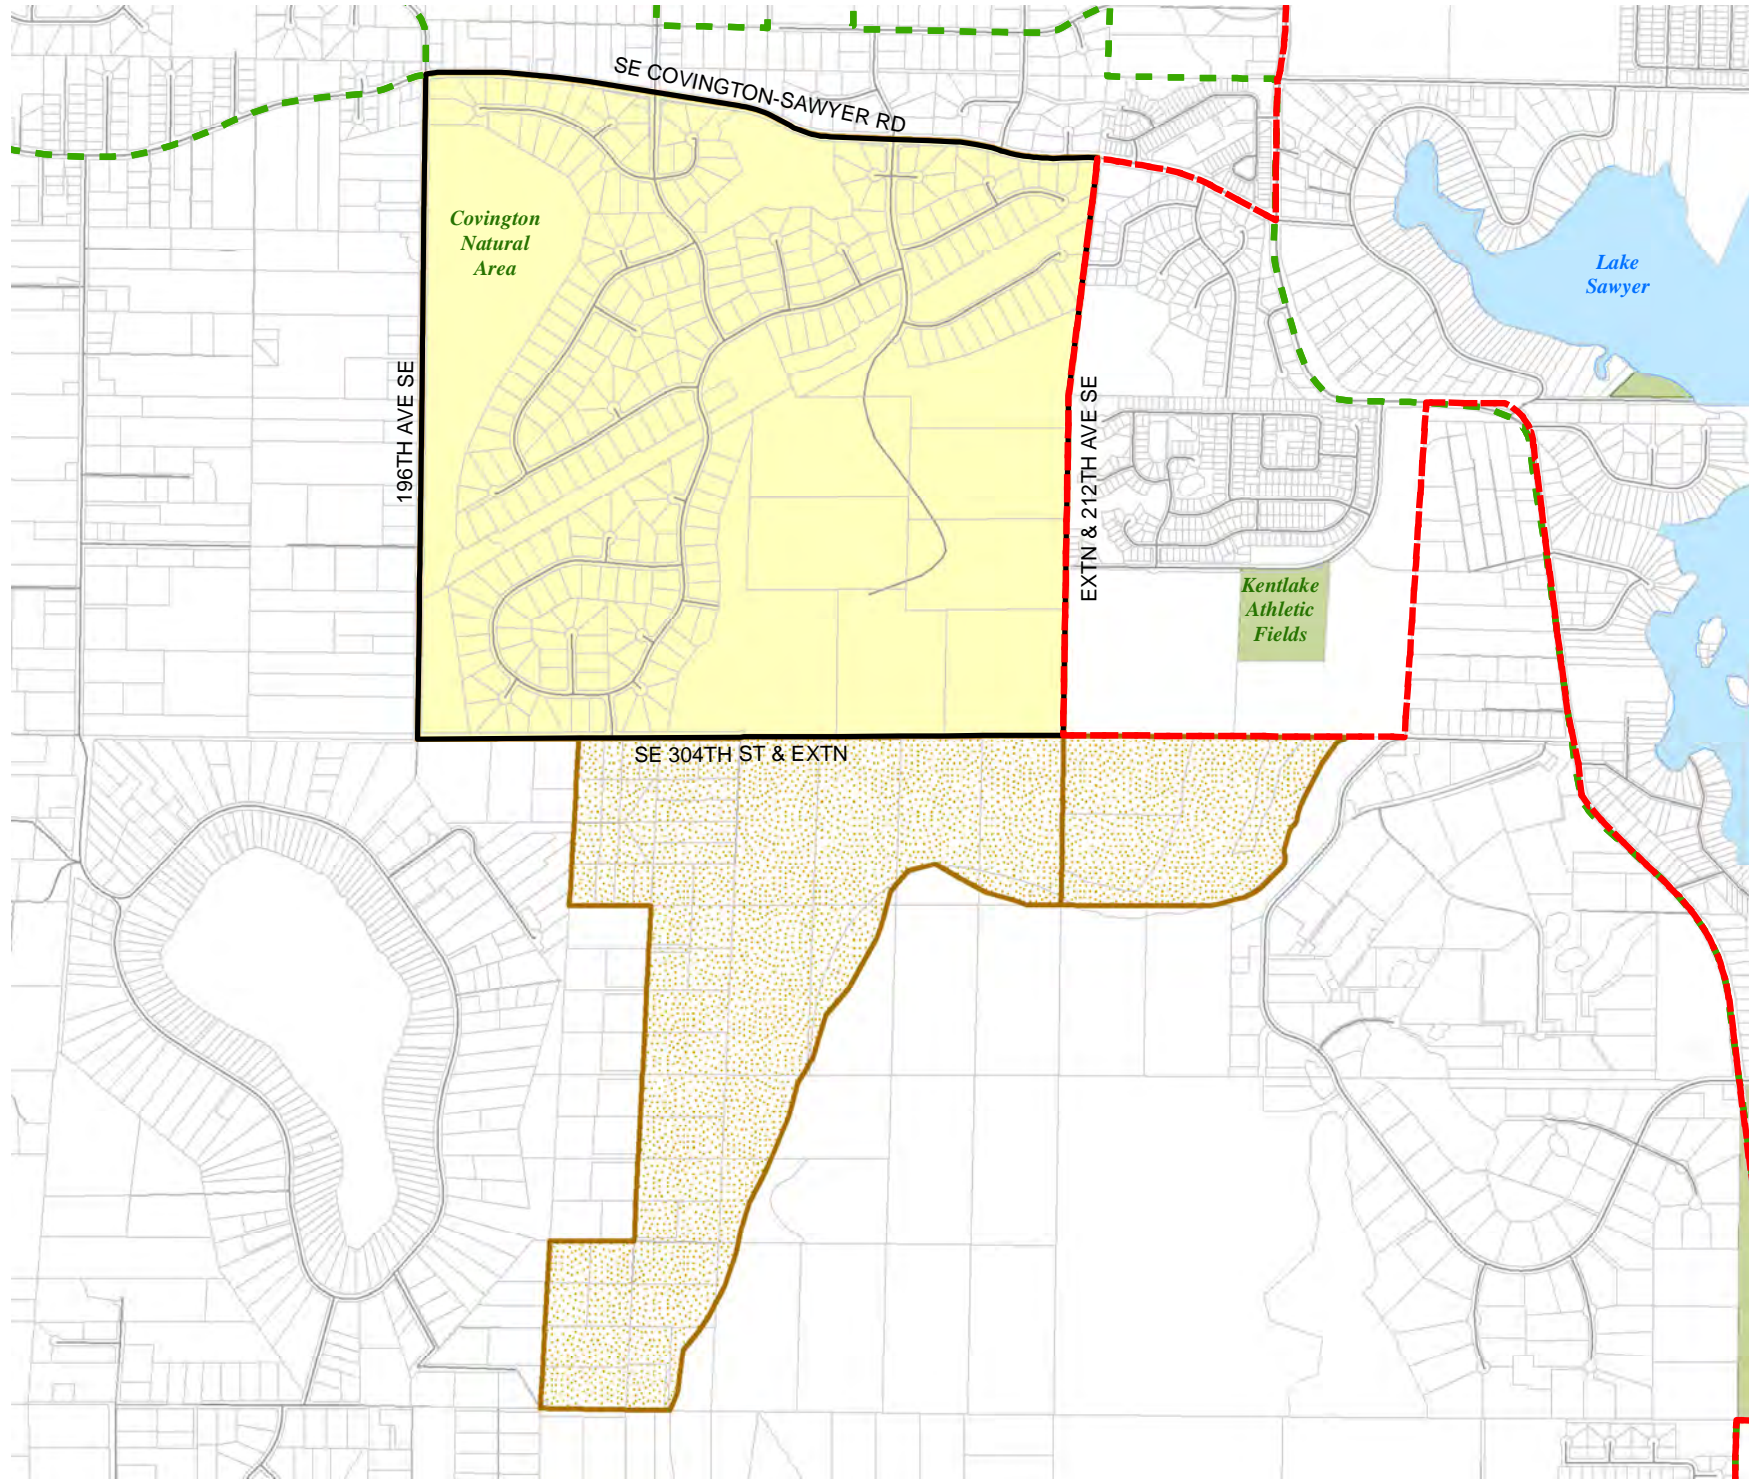 SE COVINGTON-SAWYER RD
Covington
Natural
Area
Lake
Sawyer
196TH AVE SE
EXTN & 212TH AVE SE
Kentlake
Athletic
Fields
SE 304TH ST & EXTN